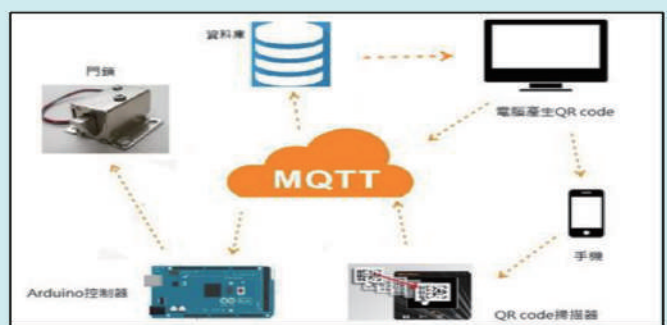 資料庫
門鎖
電腦產生QR code
MQTT
手機
Arduino控制器
QR code掃描器